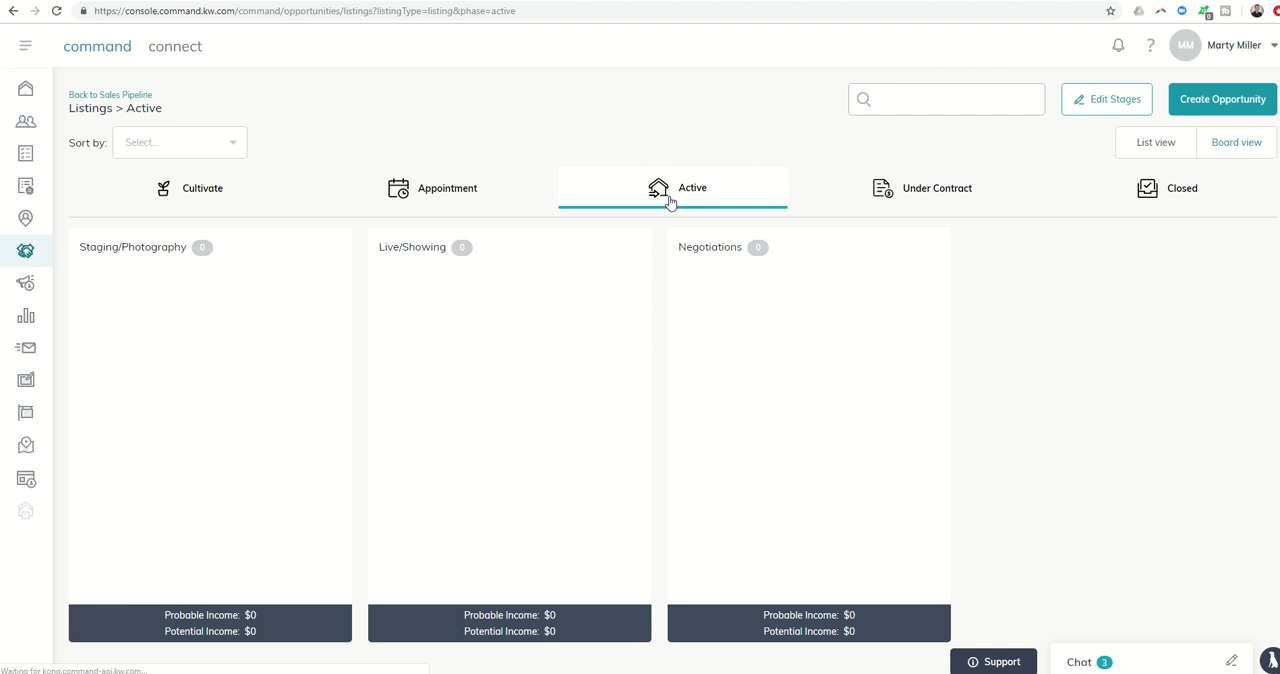 https://console.command.kw.com/command/opportunities/listings?listingType=listing&phase=active
command connect
MM Marty Miller
Back to Sales Pipeline
Listings > Active
Edit Stages
Create Opportunity
Sort by: Select...
List view
Board view
Cultivate
Appointment
Active
Under Contract
Closed
Staging/Photography 0
Live/Showing 0
Negotiations 0
Probable Income: $0
Potential Income: $0
Probable Income: $0
Potential Income: $0
Probable Income: $0
Potential Income: $0
Support
Chat 3
Waiting for kong.command-api.kw.com...